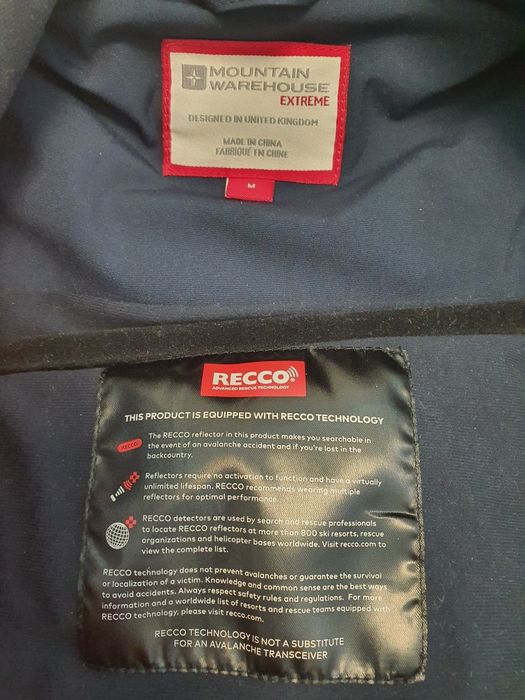 MOUNTAIN
WAREHOUSE
EXTREME
DESIGNED IN UNITED KINGDOM
MADE IN CHINA
FABRIQUÉ EN CHINE
M
RECCO
ADVANCED RESCUE TECHNOLOGY
THIS PRODUCT IS EQUIPPED WITH RECCO TECHNOLOGY
RECCO
The RECCO reflector in this product makes you searchable in
the event of an avalanche accident and if you're lost in the
backcountry.
Reflectors require no activation to function and have a virtually
unlimited lifespan. RECCO recommends wearing multiple
reflectors for optimal performance.
RECCO detectors are used by search and rescue professionals
to locate RECCO reflectors at more than 800 ski resorts, rescue
organizations and helicopter bases worldwide. Visit recco.com to
view the complete list.
RECCO technology does not prevent avalanches or guarantee the survival
or localization of a victim. Knowledge and common sense are the best ways
to avoid accidents. Always respect safety rules and regulations. For more
information and a worldwide list of resorts and rescue teams equipped with
RECCO technology, please visit recco.com.
RECCO TECHNOLOGY IS NOT A SUBSTITUTE
FOR AN AVALANCHE TRANSCEIVER